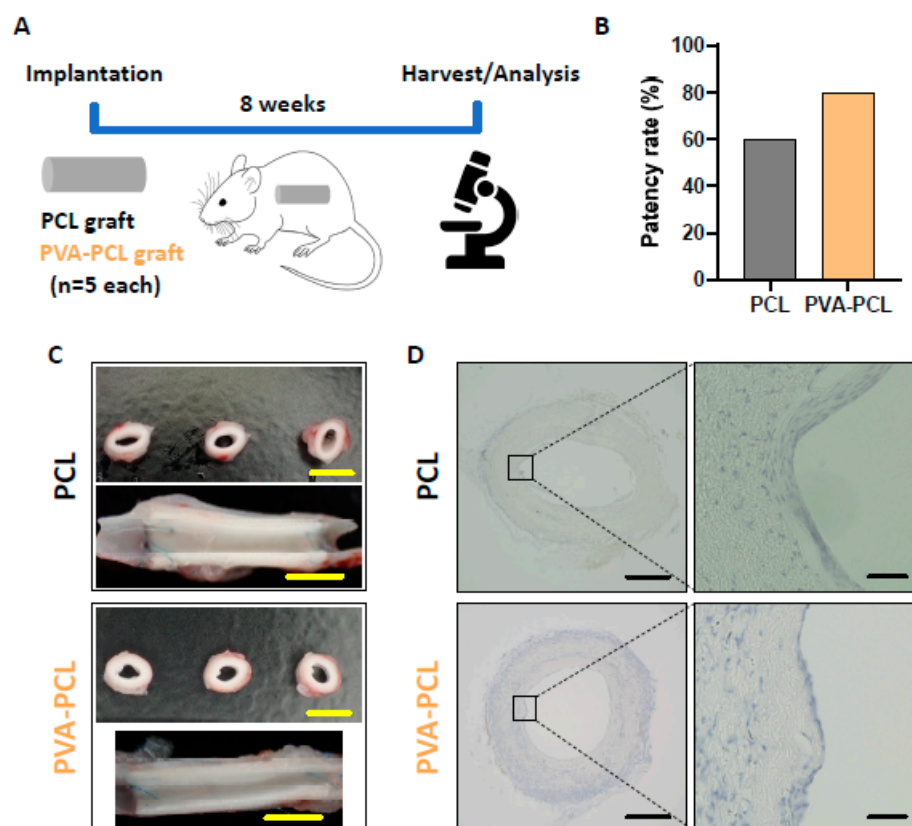 A
Implantation
Harvest/Analysis
8 weeks
PCL graft
PVA-PCL graft
(n=5 each)
B
Patency rate (%)
100
80
60
40
20
0
PCL PVA-PCL
C
D
PCL
PCL
PVA-PCL
PVA-PCL